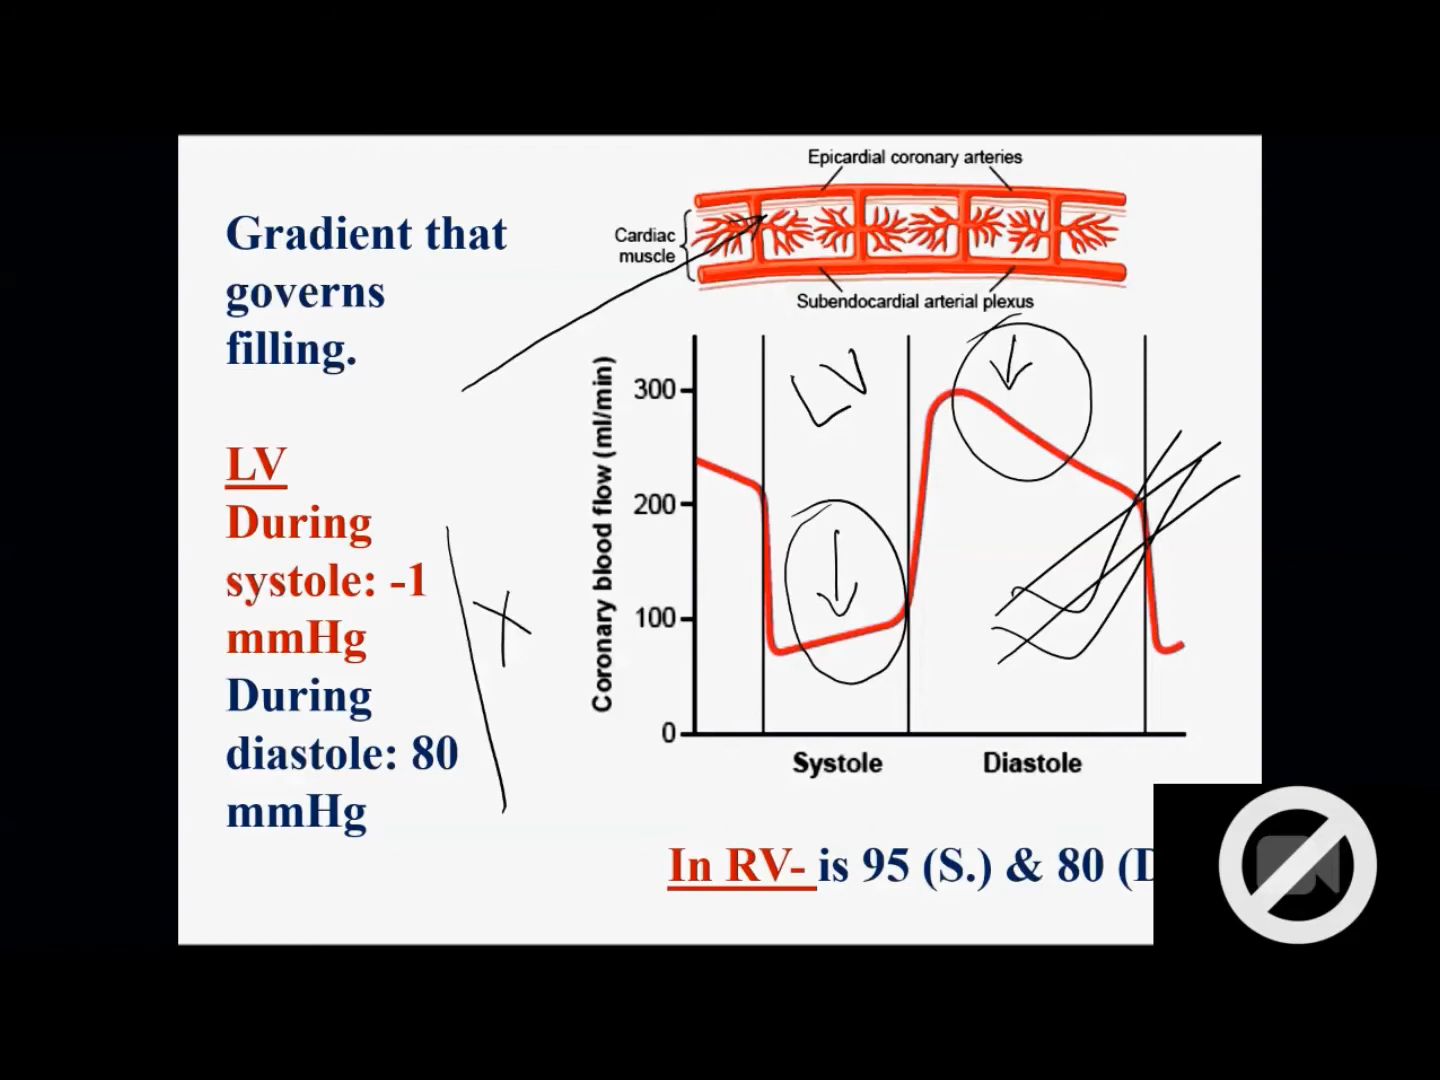 Gradient that
governs
filling.
LV
During
systole: -1
mmHg
During
diastole: 80
mmHg
Epicardial coronary arteries
Cardiac
muscle
Subendocardial arterial plexus
Coronary blood flow (ml/min)
300
200
100
0
LV
Systole
Diastole
In RV- is 95 (S.) & 80 (D